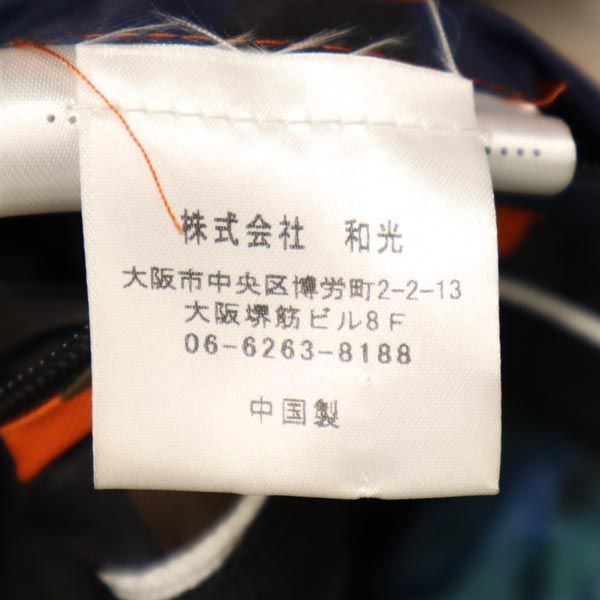 株式会社 和光
大阪市中央区博労町2-2-13
大阪堺筋ビル8F
06-6263-8188
中国製